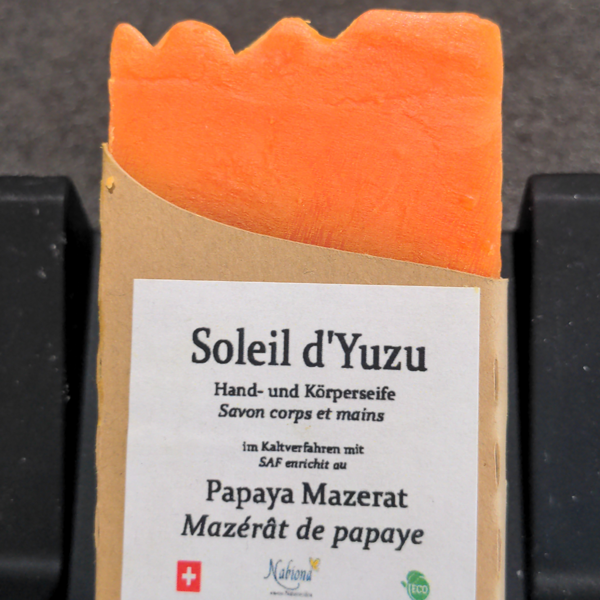 Soleil d'Yuzu
Hand- und Körperseife
Savon corps et mains
im Kaltverfahren mit
SAF enrichit au
Papaya Mazerat
Mazérât de papaye
Nabiona
ECO